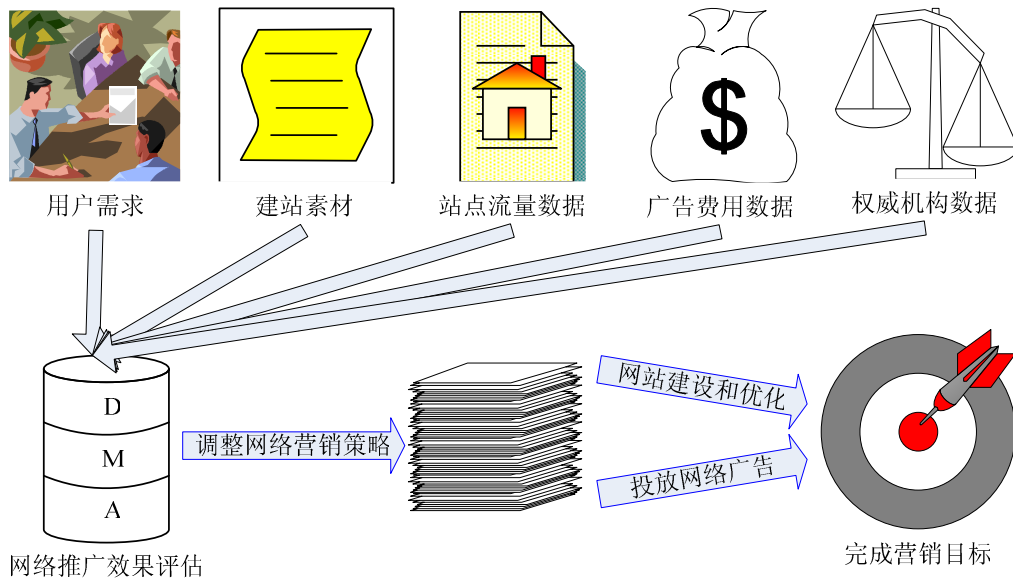 $
用户需求
建站素材
站点流量数据
广告费用数据
权威机构数据
D
M
A
调整网络营销策略
网站建设和优化
投放网络广告
网络推广效果评估
完成营销目标